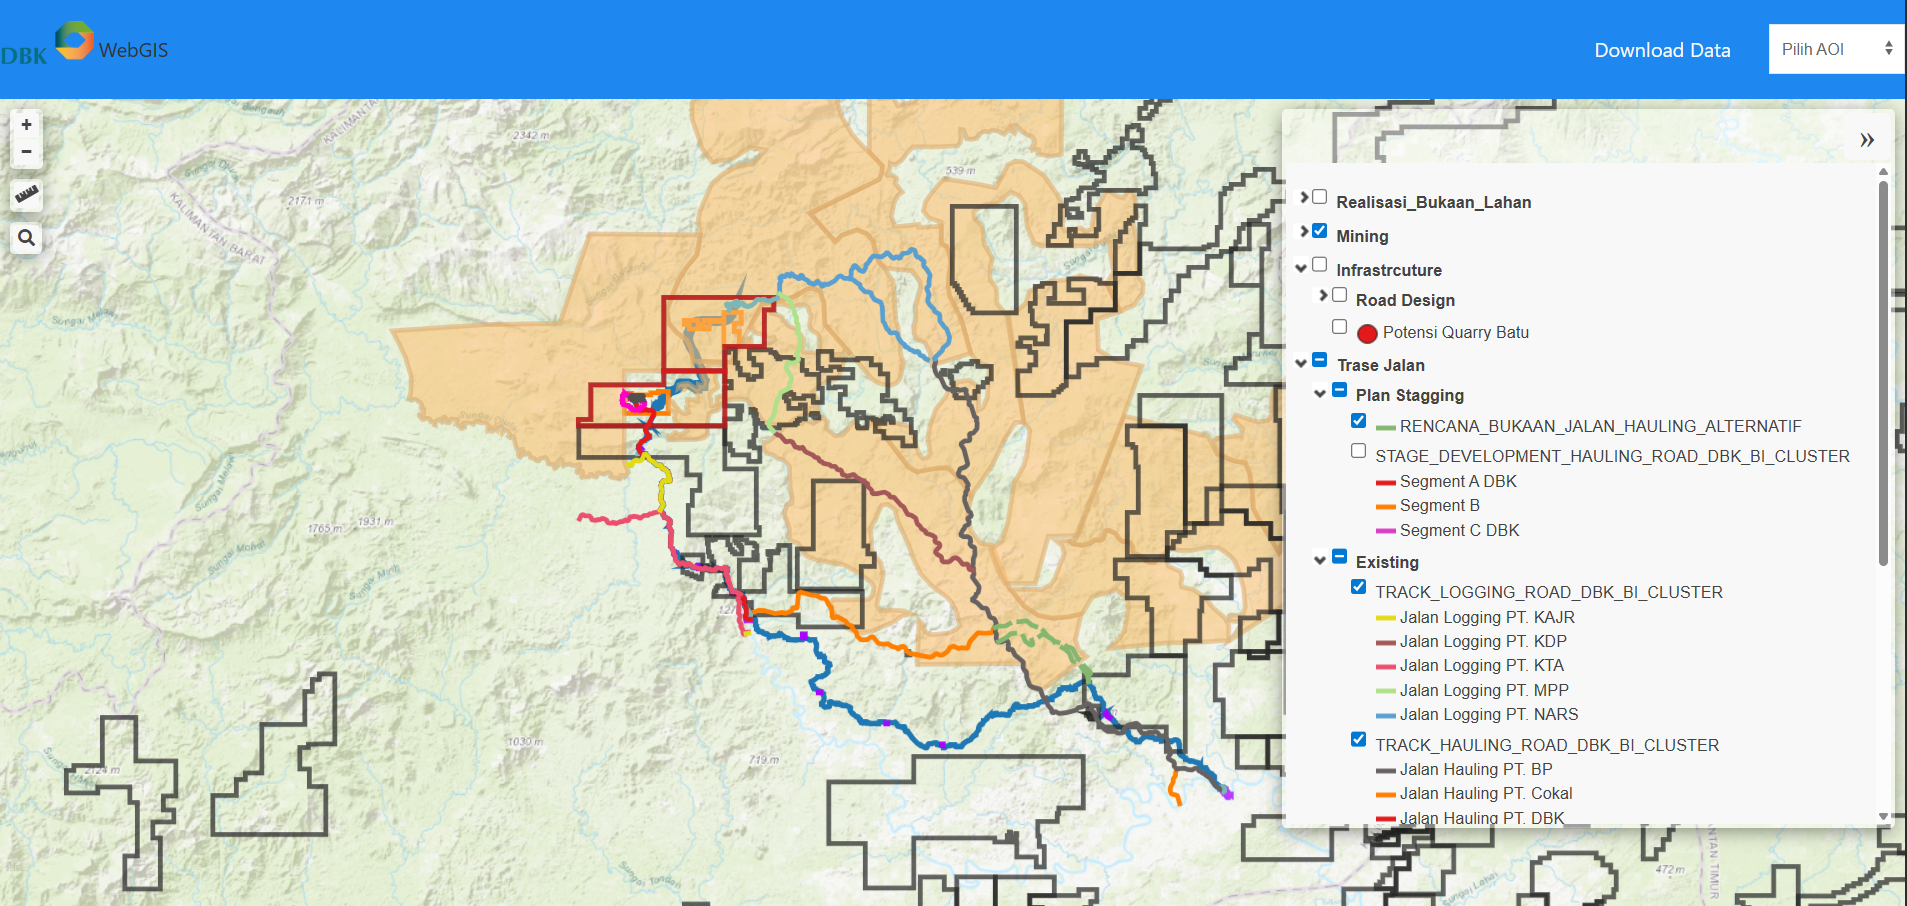 DBK WebGIS
Download Data
Pilih AOI
+
−
2342 m
KALIMANTAN BARAT
2171 m
539 m
1765 m
1931 m
1030 m
719 m
2124 m
472 m
KALIMANTAN TIMUR
»
Realisasi_Bukaan_Lahan
Mining
Infrastrcuture
Road Design
Potensi Quarry Batu
Trase Jalan
Plan Stagging
RENCANA_BUKAAN_JALAN_HAULING_ALTERNATIF
STAGE_DEVELOPMENT_HAULING_ROAD_DBK_BI_CLUSTER
Segment A DBK
Segment B
Segment C DBK
Existing
TRACK_LOGGING_ROAD_DBK_BI_CLUSTER
Jalan Logging PT. KAJR
Jalan Logging PT. KDP
Jalan Logging PT. KTA
Jalan Logging PT. MPP
Jalan Logging PT. NARS
TRACK_HAULING_ROAD_DBK_BI_CLUSTER
Jalan Hauling PT. BP
Jalan Hauling PT. Cokal
Jalan Hauling PT. DBK